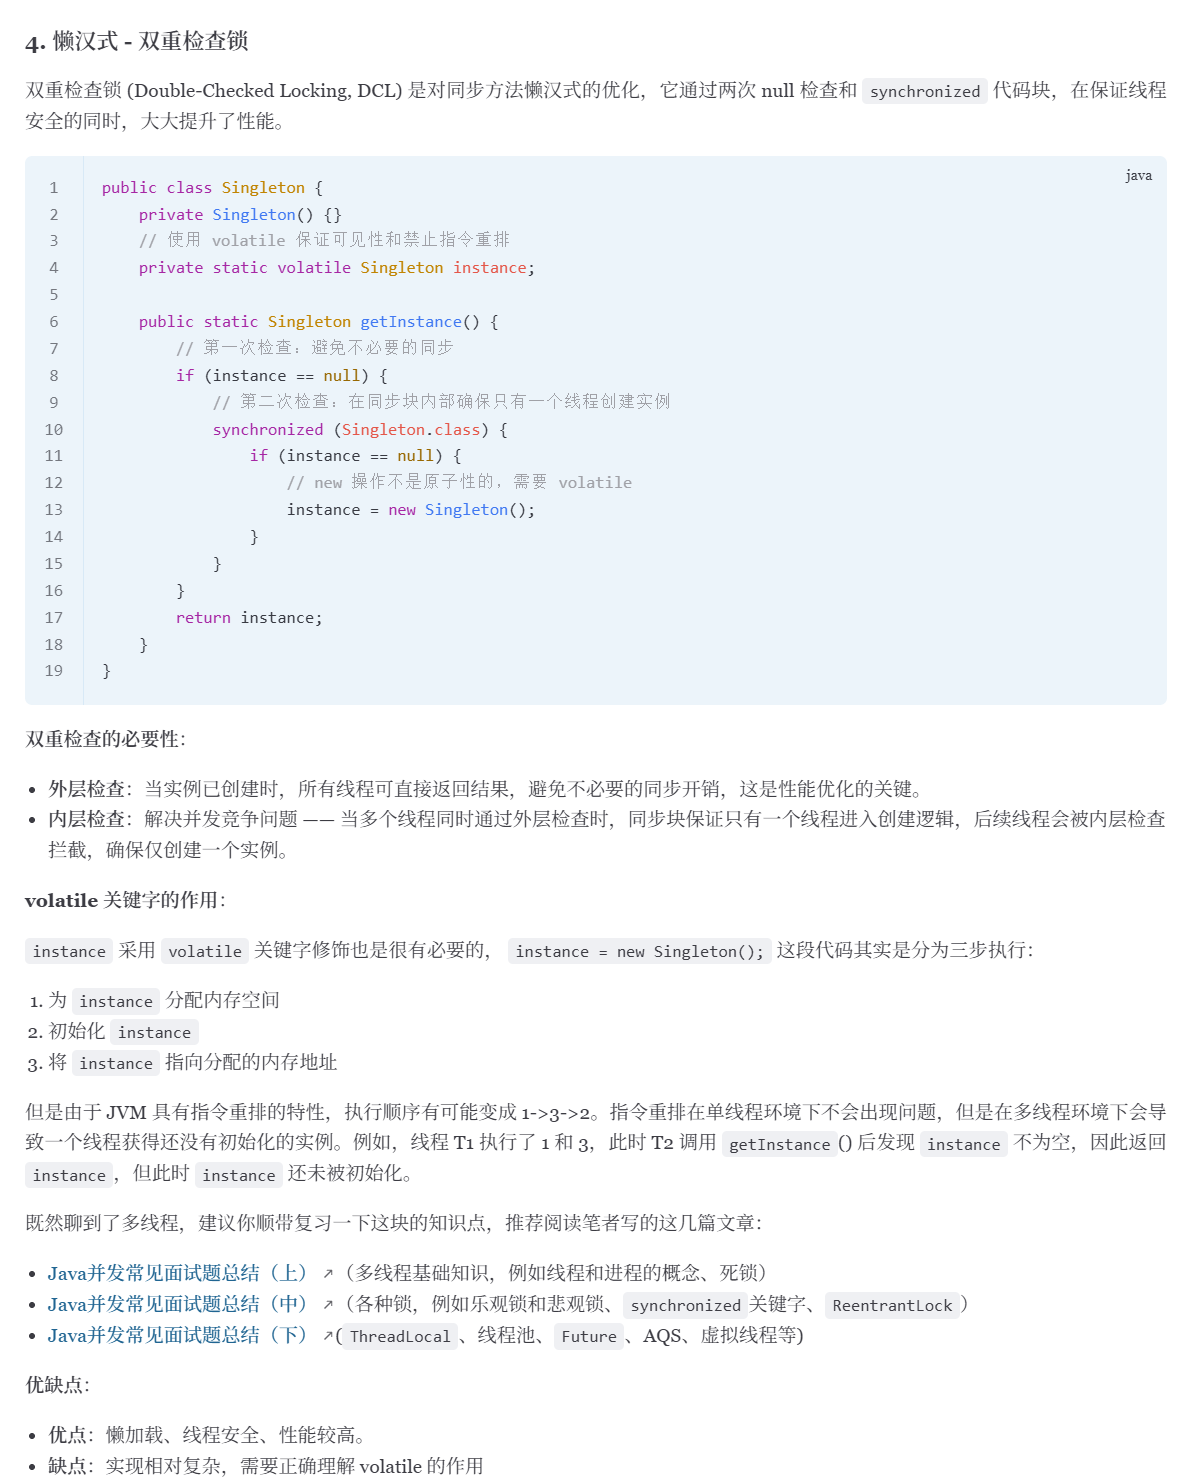 4. 懒汉式 - 双重检查锁
双重检查锁 (Double-Checked Locking, DCL) 是对同步方法懒汉式的优化，它通过两次 null 检查和 synchronized 代码块，在保证线程
安全的同时，大大提升了性能。
java
1 public class Singleton {
2     private Singleton() {}
3     // 使用 volatile 保证可见性和禁止指令重排
4     private static volatile Singleton instance;
5
6     public static Singleton getInstance() {
7         // 第一次检查：避免不必要的同步
8         if (instance == null) {
9             // 第二次检查：在同步块内部确保只有一个线程创建实例
10             synchronized (Singleton.class) {
11                 if (instance == null) {
12                     // new 操作不是原子性的，需要 volatile
13                     instance = new Singleton();
14                 }
15             }
16         }
17         return instance;
18     }
19 }
双重检查的必要性：
• 外层检查：当实例已创建时，所有线程可直接返回结果，避免不必要的同步开销，这是性能优化的关键。
• 内层检查：解决并发竞争问题 —— 当多个线程同时通过外层检查时，同步块保证只有一个线程进入创建逻辑，后续线程会被内层检查
拦截，确保仅创建一个实例。
volatile 关键字的作用：
instance 采用 volatile 关键字修饰也是很有必要的， instance = new Singleton(); 这段代码其实是分为三步执行：
1. 为 instance 分配内存空间
2. 初始化 instance
3. 将 instance 指向分配的内存地址
但是由于 JVM 具有指令重排的特性，执行顺序有可能变成 1->3->2。指令重排在单线程环境下不会出现问题，但是在多线程环境下会导
致一个线程获得还没有初始化的实例。例如，线程 T1 执行了 1 和 3，此时 T2 调用 getInstance() 后发现 instance 不为空，因此返回
instance，但此时 instance 还未被初始化。
既然聊到了多线程，建议你顺带复习一下这块的知识点，推荐阅读笔者写的这几篇文章：
• Java并发常见面试题总结（上） ↗（多线程基础知识，例如线程和进程的概念、死锁）
• Java并发常见面试题总结（中） ↗（各种锁，例如乐观锁和悲观锁、synchronized关键字、ReentrantLock）
• Java并发常见面试题总结（下） ↗(ThreadLocal、线程池、Future、AQS、虚拟线程等)
优缺点：
• 优点：懒加载、线程安全、性能较高。
• 缺点：实现相对复杂，需要正确理解 volatile 的作用